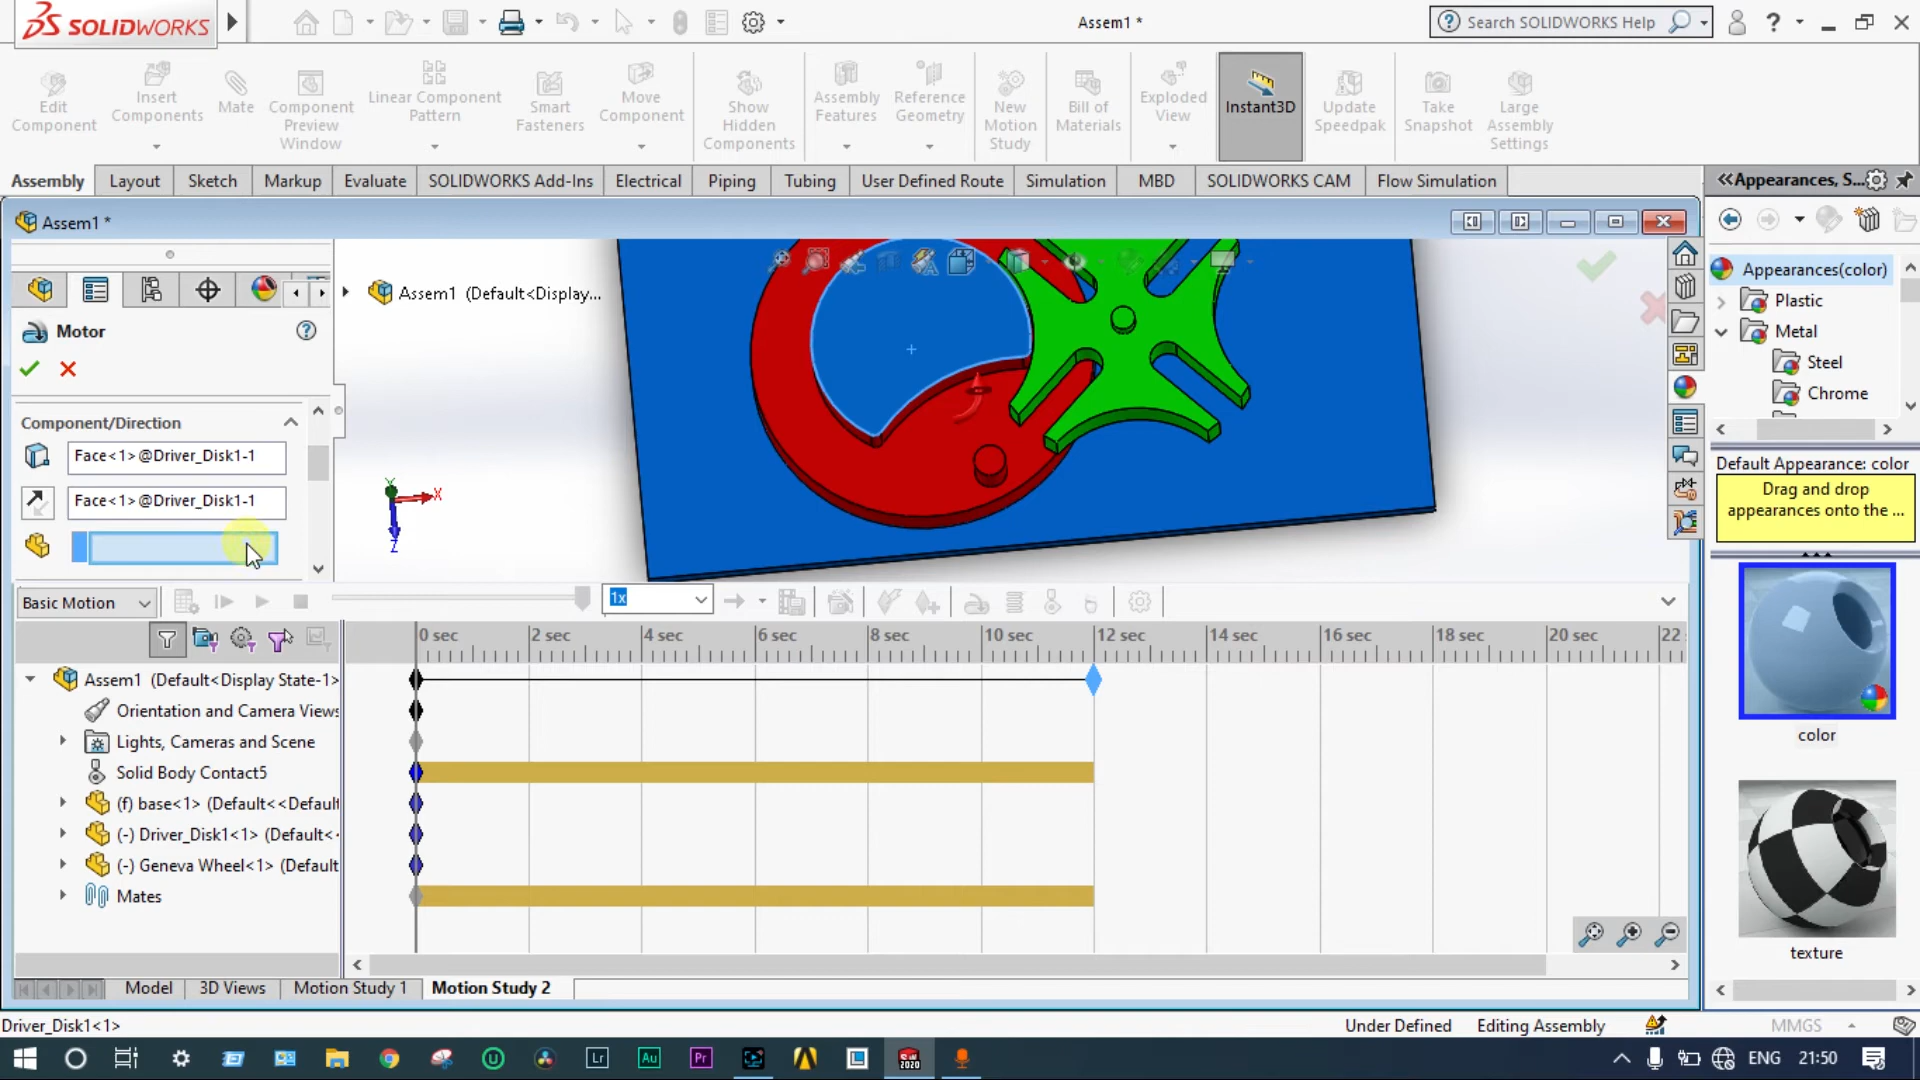 SOLIDWORKS
Assem1 *
Search SOLIDWORKS Help
Edit Component
Insert Components
Mate
Component Preview Window
Linear Component Pattern
Smart Fasteners
Move Component
Show Hidden Components
Assembly Features
Reference Geometry
New Motion Study
Bill of Materials
Exploded View
Instant3D
Update Speedpak
Take Snapshot
Large Assembly Settings
Assembly
Layout
Sketch
Markup
Evaluate
SOLIDWORKS Add-Ins
Electrical
Piping
Tubing
User Defined Route
Simulation
MBD
SOLIDWORKS CAM
Flow Simulation
Appearances, S...
Assem1 *
Assem1 (Default<Display...
Appearances(color)
Plastic
Metal
Steel
Chrome
Motor
Component/Direction
Face<1>@Driver_Disk1-1
Face<1>@Driver_Disk1-1
Y
X
Z
Default Appearance: color
Drag and drop
appearances onto the ...
color
texture
Basic Motion
1x
0 sec
2 sec
4 sec
6 sec
8 sec
10 sec
12 sec
14 sec
16 sec
18 sec
20 sec
22
Assem1 (Default<Display State-1>
Orientation and Camera Views
Lights, Cameras and Scene
Solid Body Contact5
(f) base<1> (Default<<Default
(-) Driver_Disk1<1> (Default<
(-) Geneva Wheel<1> (Default
Mates
Model
3D Views
Motion Study 1
Motion Study 2
Driver_Disk1<1>
Under Defined
Editing Assembly
MMGS
Lr
Au
Pr
SW
2020
ENG
21:50